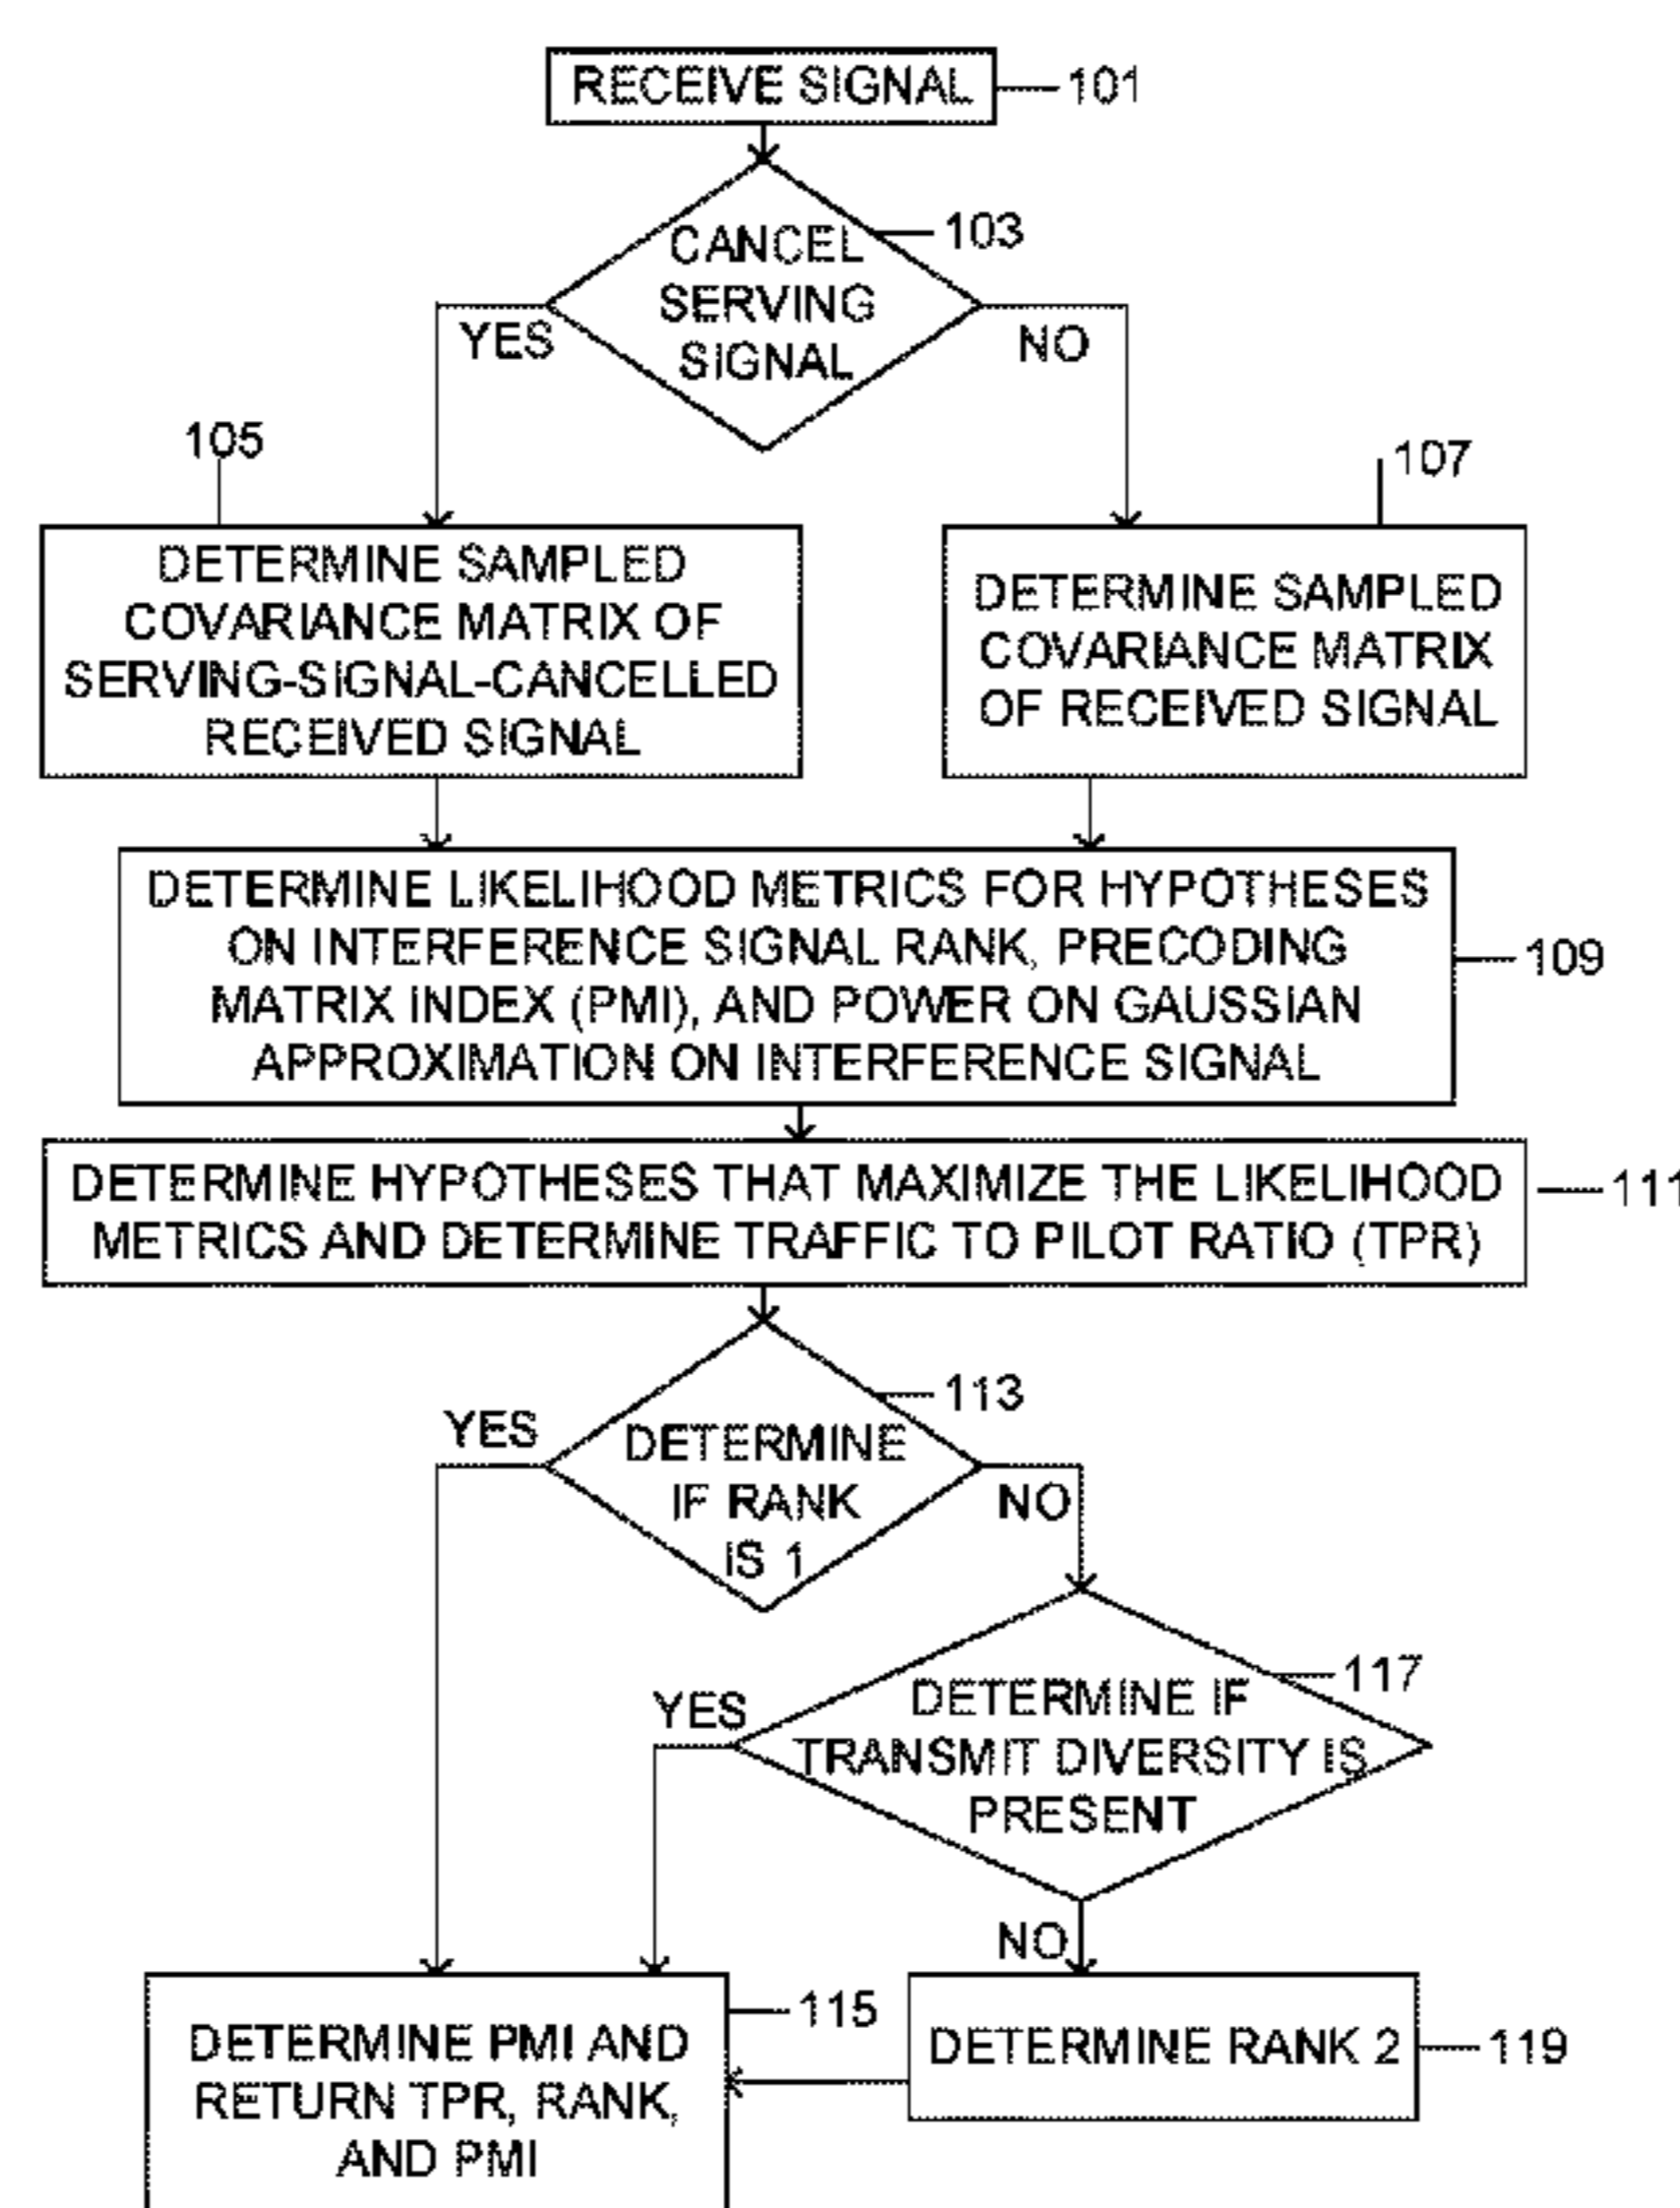 RECEIVE SIGNAL
101
CANCEL
SERVING
SIGNAL
103
YES
NO
105
107
DETERMINE SAMPLED
COVARIANCE MATRIX OF
SERVING-SIGNAL-CANCELLED
RECEIVED SIGNAL
DETERMINE SAMPLED
COVARIANCE MATRIX
OF RECEIVED SIGNAL
DETERMINE LIKELIHOOD METRICS FOR HYPOTHESES
ON INTERFERENCE SIGNAL RANK, PRECODING
MATRIX INDEX (PMI), AND POWER ON GAUSSIAN
APPROXIMATION ON INTERFERENCE SIGNAL
109
DETERMINE HYPOTHESES THAT MAXIMIZE THE LIKELIHOOD
METRICS AND DETERMINE TRAFFIC TO PILOT RATIO (TPR)
111
113
YES
DETERMINE
IF RANK
IS 1
NO
117
YES
DETERMINE IF
TRANSMIT DIVERSITY IS
PRESENT
NO
115
DETERMINE PMI AND
RETURN TPR, RANK,
AND PMI
DETERMINE RANK 2
119